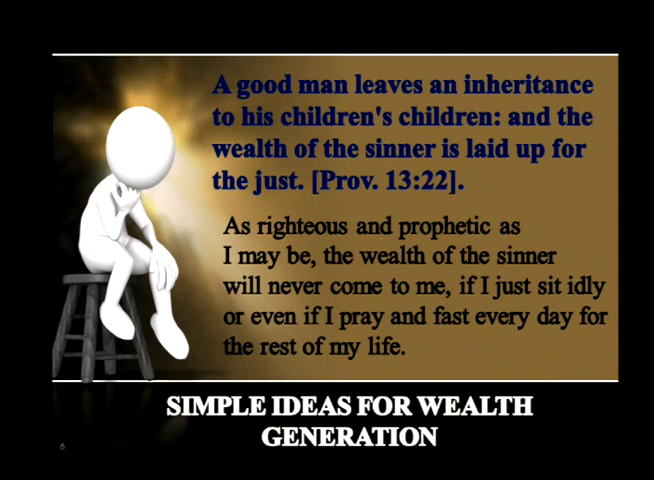 A good man leaves an inheritance
to his children's children: and the
wealth of the sinner is laid up for
the just. [Prov. 13:22].
As righteous and prophetic as
I may be, the wealth of the sinner
will never come to me, if I just sit idly
or even if I pray and fast every day for
the rest of my life.
SIMPLE IDEAS FOR WEALTH
GENERATION
6